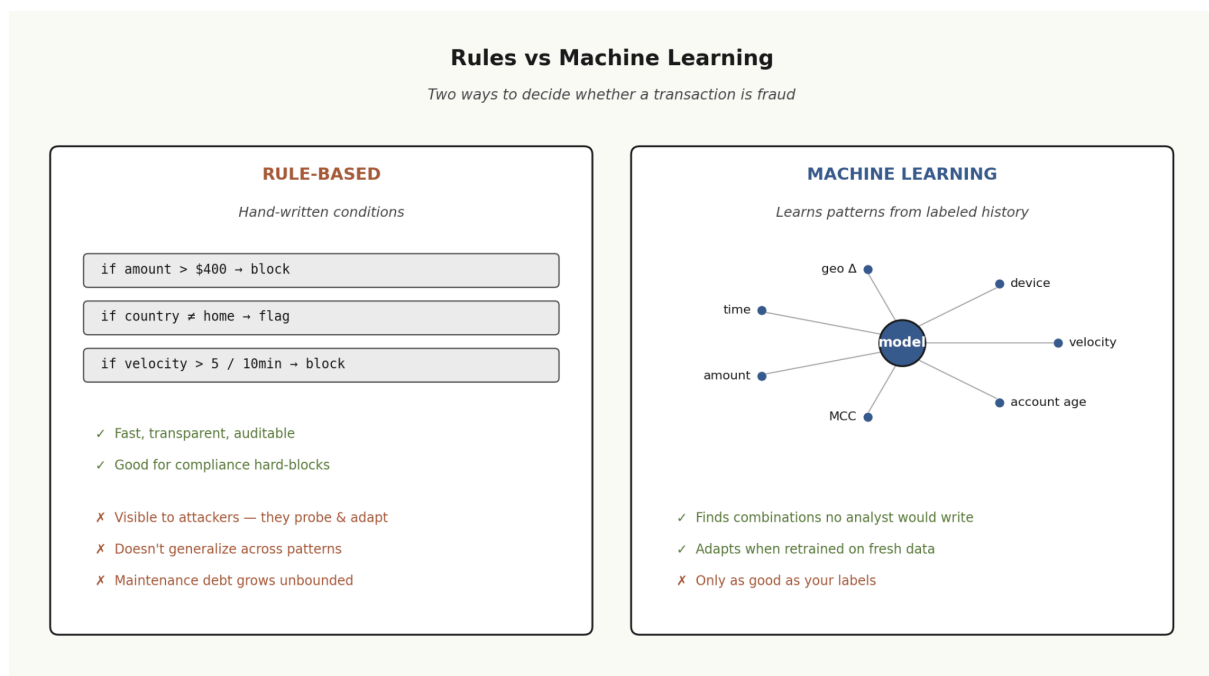 Rules vs Machine Learning
Two ways to decide whether a transaction is fraud
RULE-BASED
Hand-written conditions
if amount > $400 → block
if country ≠ home → flag
if velocity > 5 / 10min → block
✓ Fast, transparent, auditable
✓ Good for compliance hard-blocks
✗ Visible to attackers — they probe & adapt
✗ Doesn't generalize across patterns
✗ Maintenance debt grows unbounded
MACHINE LEARNING
Learns patterns from labeled history
geo Δ
device
time
model
velocity
amount
account age
MCC
✓ Finds combinations no analyst would write
✓ Adapts when retrained on fresh data
✗ Only as good as your labels